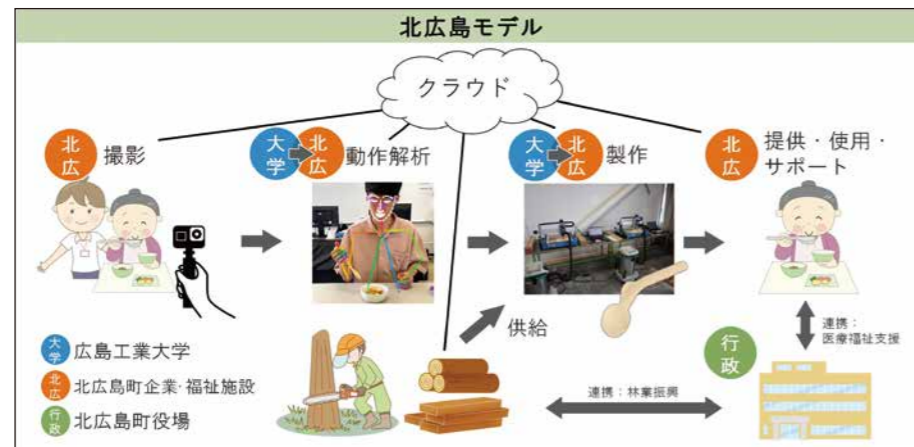 北広島モデル
クラウド
北広
撮影
大学
北広
動作解析
大学
北広
製作
北広
提供・使用・
サポート
供給
連携：
医療福祉支援
行政
連携：林業振興
大学
広島工業大学
北広
北広島町企業・福祉施設
行政
北広島町役場